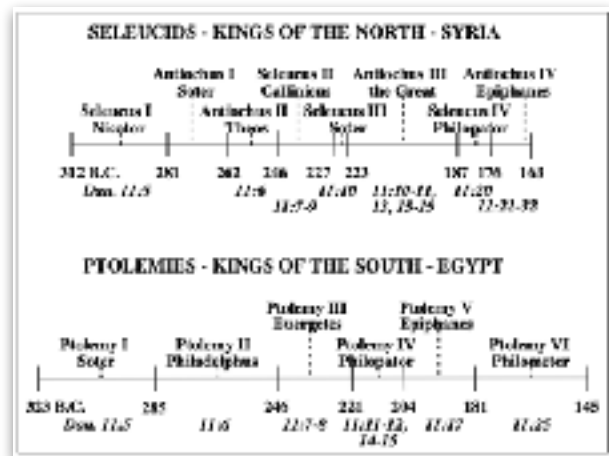 SELEUCIDS - KINGS OF THE NORTH - SYRIA
Antiochus I Seleucus II Antiochus III Antiochus IV
Soter Callinicus the Great Epiphanes
Seleucus I Antiochus II Seleucus III Seleucus IV
Nicator Theos Soter Philopator
312 B.C. 281 262 246 227 223 187 176 163
Dan. 11:5 11:6 11:10 11:10-11, 11:20
11:7-9 13, 15-19 11:21-32
PTOLEMIES - KINGS OF THE SOUTH - EGYPT
Ptolemy III Ptolemy V
Euergetes Epiphanes
Ptolemy I Ptolemy II Ptolemy IV Ptolemy VI
Soter Philadelphus Philopator Philometer
323 B.C. 285 246 221 204 181 145
Dan. 11:5 11:6 11:7-8 11:11-12, 11:17 11:25
14-15